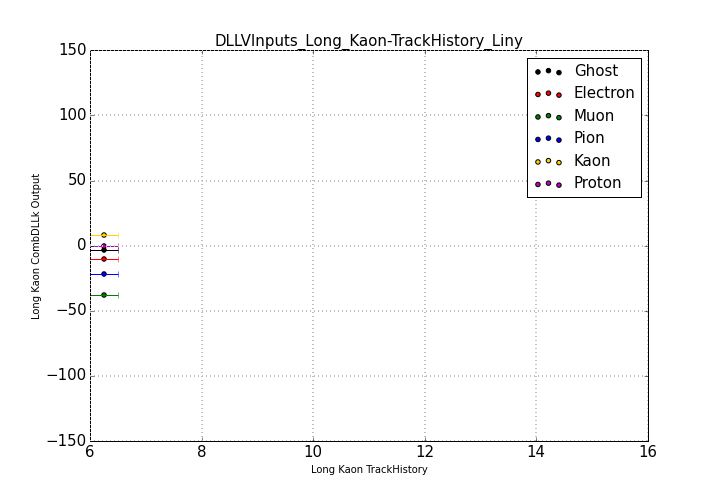 DLLVInputs_Long_Kaon-TrackHistory_Liny
150
100
50
0
−50
−100
−150
Long Kaon CombDLLk Output
Ghost
Electron
Muon
Pion
Kaon
Proton
6 8 10 12 14 16
Long Kaon TrackHistory